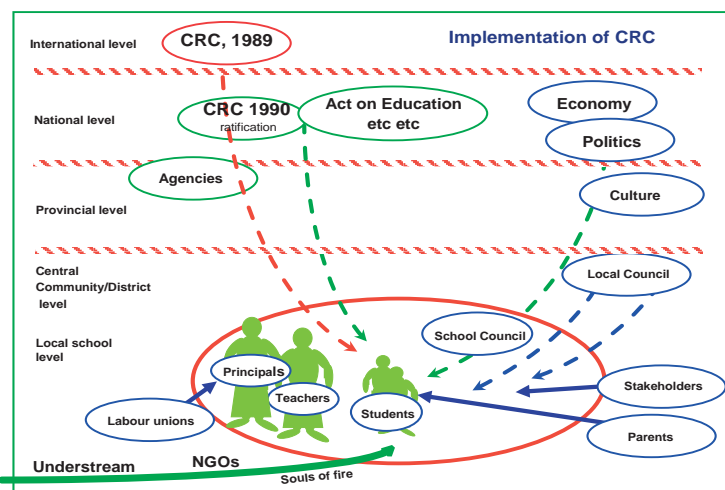 Implementation of CRC
International level
CRC, 1989
National level
CRC 1990
ratification
Act on Education
etc etc
Economy
Politics
Agencies
Provincial level
Culture
Central
Community/District
level
Local Council
Local school
level
School Council
Principals
Teachers
Students
Stakeholders
Labour unions
Parents
Understream
NGOs
Souls of fire